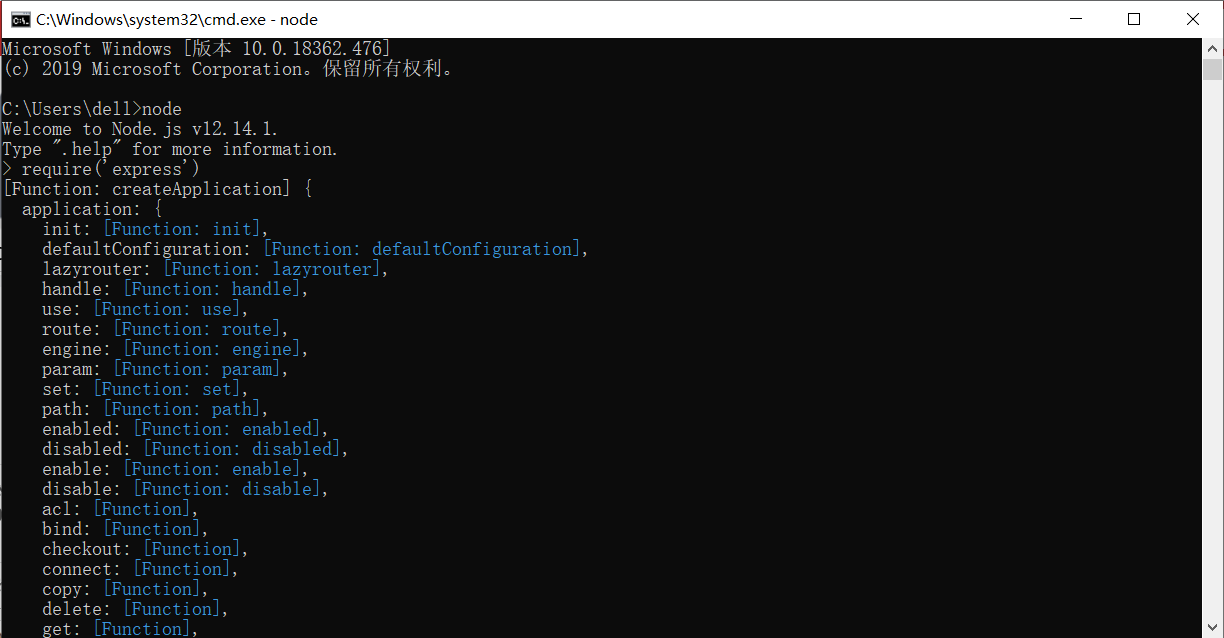 C:\Windows\system32\cmd.exe - node
Microsoft Windows [版本 10.0.18362.476]
(c) 2019 Microsoft Corporation。保留所有权利。
C:\Users\dell>node
Welcome to Node.js v12.14.1.
Type ".help" for more information.
> require('express')
[Function: createApplication] {
  application: {
    init: [Function: init],
    defaultConfiguration: [Function: defaultConfiguration],
    lazyrouter: [Function: lazyrouter],
    handle: [Function: handle],
    use: [Function: use],
    route: [Function: route],
    engine: [Function: engine],
    param: [Function: param],
    set: [Function: set],
    path: [Function: path],
    enabled: [Function: enabled],
    disabled: [Function: disabled],
    enable: [Function: enable],
    disable: [Function: disable],
    acl: [Function],
    bind: [Function],
    checkout: [Function],
    connect: [Function],
    copy: [Function],
    delete: [Function],
    get: [Function],